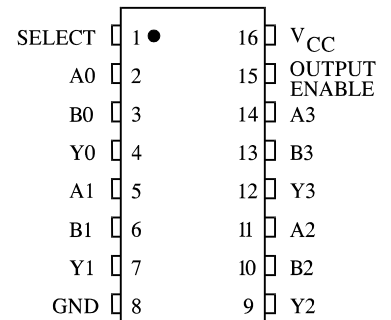 SELECT 1 16 VCC
A0 2 15 OUTPUT ENABLE
B0 3 14 A3
Y0 4 13 B3
A1 5 12 Y3
B1 6 11 A2
Y1 7 10 B2
GND 8 9 Y2